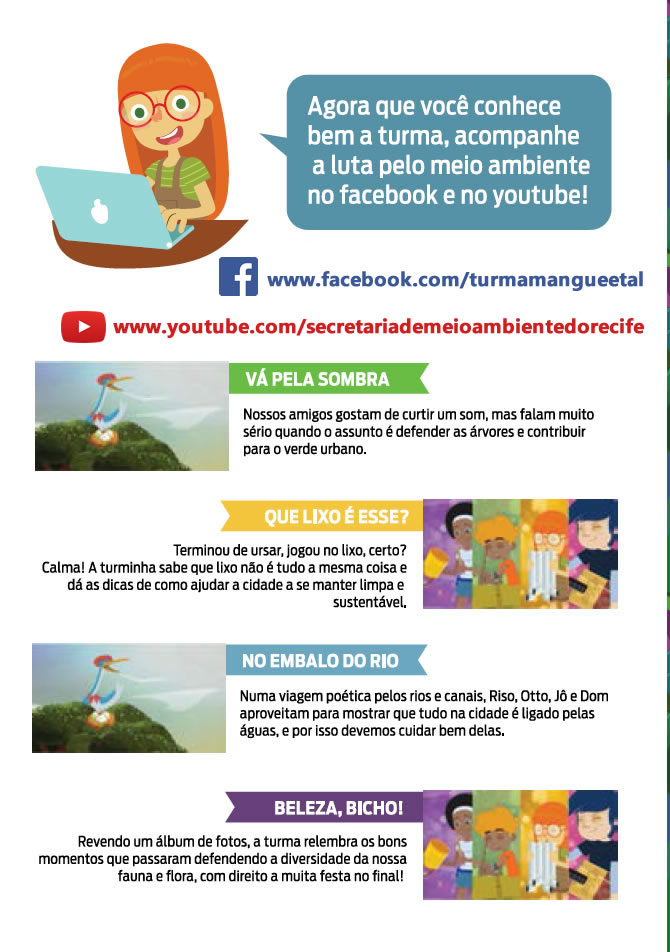 Agora que você conhece
bem a turma, acompanhe
a luta pelo meio ambiente
no facebook e no youtube!
www.facebook.com/turmamangueetal
www.youtube.com/secretariademeioambientedorecife
VÁ PELA SOMBRA
Nossos amigos gostam de curtir um som, mas falam muito
sério quando o assunto é defender as árvores e contribuir
para o verde urbano.
QUE LIXO É ESSE?
Terminou de ursar, jogou no lixo, certo?
Calma! A turminha sabe que lixo não é tudo a mesma coisa e
dá as dicas de como ajudar a cidade a se manter limpa e
sustentável.
NO EMBALO DO RIO
Numa viagem poética pelos rios e canais, Riso, Otto, Jô e Dom
aproveitam para mostrar que tudo na cidade é ligado pelas
águas, e por isso devemos cuidar bem delas.
BELEZA, BICHO!
Revendo um álbum de fotos, a turma relembra os bons
momentos que passaram defendendo a diversidade da nossa
fauna e flora, com direito a muita festa no final!